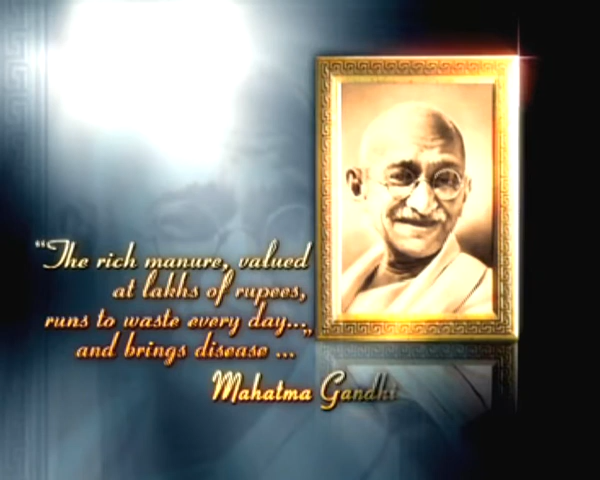 “The rich manure, valued
at lakhs of rupees,
runs to waste every day...„
and brings disease ...
Mahatma Gandhi